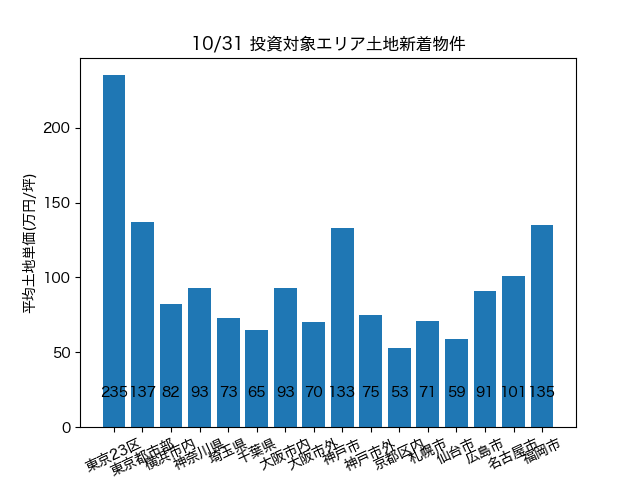 10/31 投資対象エリア土地新着物件
平均土地単価(万円/坪)
200
150
100
50
0
235 137 82 93 73 65 93 70 133 75 53 71 59 91 101 135
東京23区
東京都市部
横浜市内
神奈川県
埼玉県
千葉県
大阪市内
大阪市外
神戸市
神戸市外
京都区内
札幌市
仙台市
広島市
名古屋市
福岡市